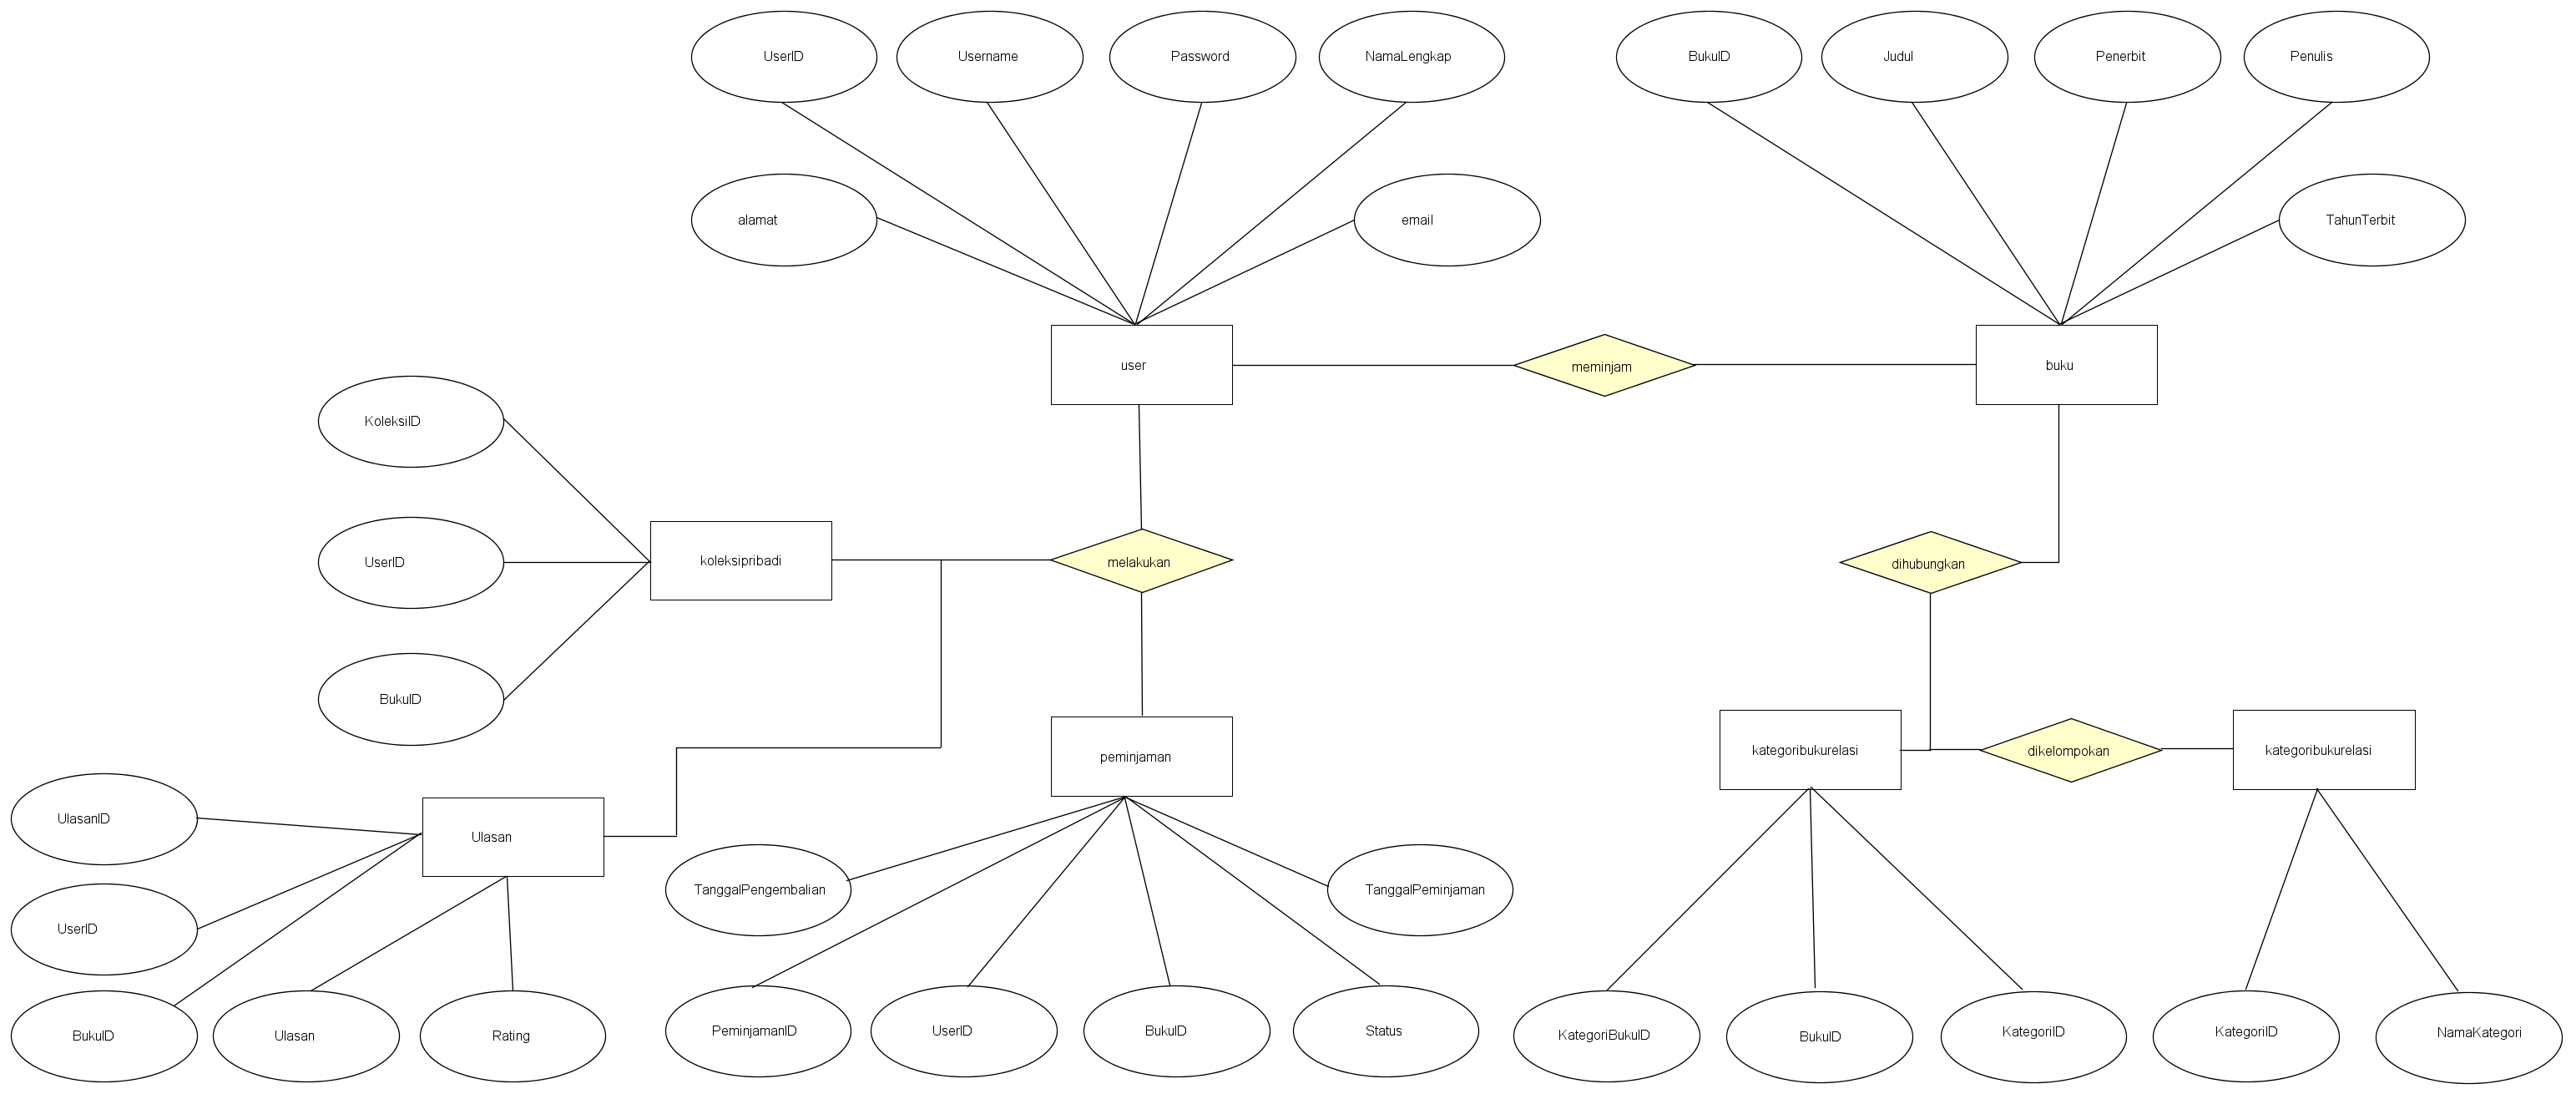 UserID
Username
Password
NamaLengkap
BukuID
Judul
Penerbit
Penulis
alamat
email
TahunTerbit
user
meminjam
buku
KoleksiID
UserID
koleksipribadi
melakukan
dihubungkan
BukuID
peminjaman
kategoribukurelasi
dikelompokan
kategoribukurelasi
UlasanID
Ulasan
TanggalPengembalian
TanggalPeminjaman
UserID
BukuID
Ulasan
Rating
PeminjamanID
UserID
BukuID
Status
KategoriBukuID
BukuID
KategoriID
KategoriID
NamaKategori